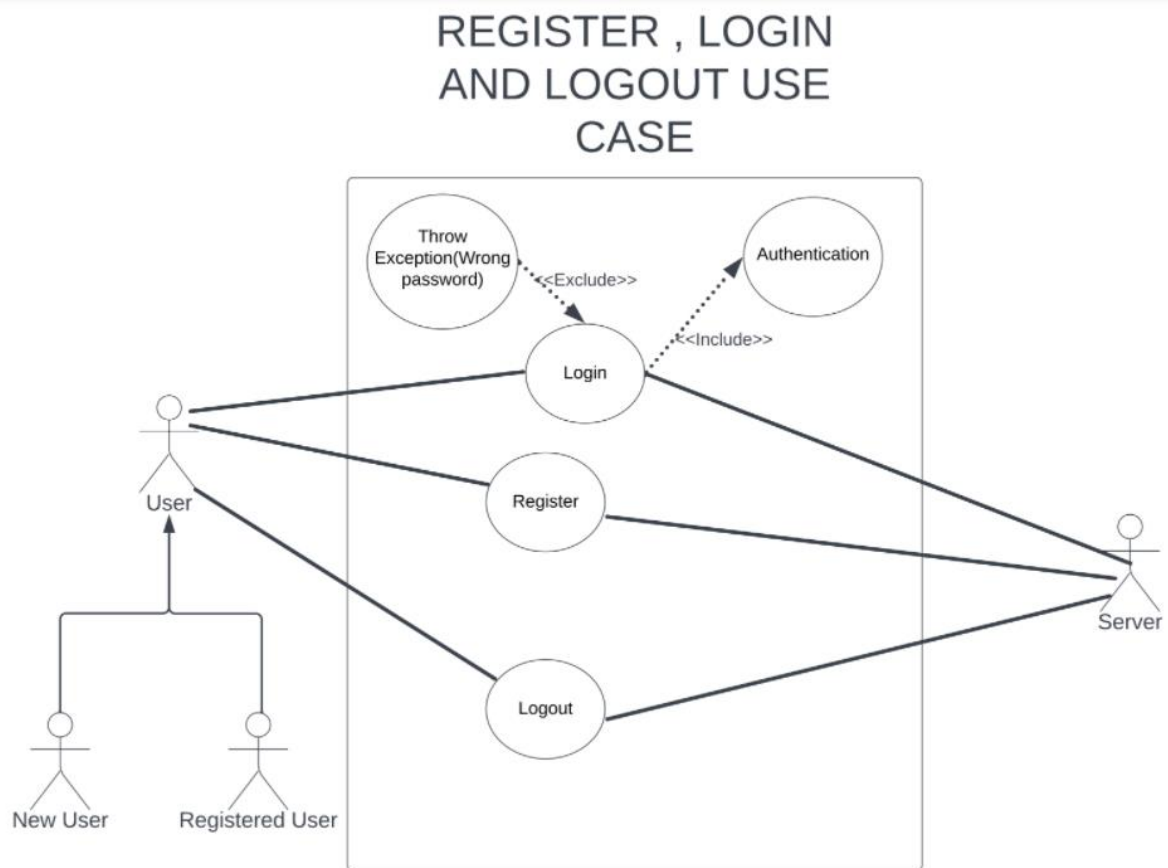 REGISTER , LOGIN
AND LOGOUT USE
CASE
Throw
Exception(Wrong
password)
<<Exclude>>
Authentication
<<Include>>
Login
User
Register
Server
Logout
New User
Registered User